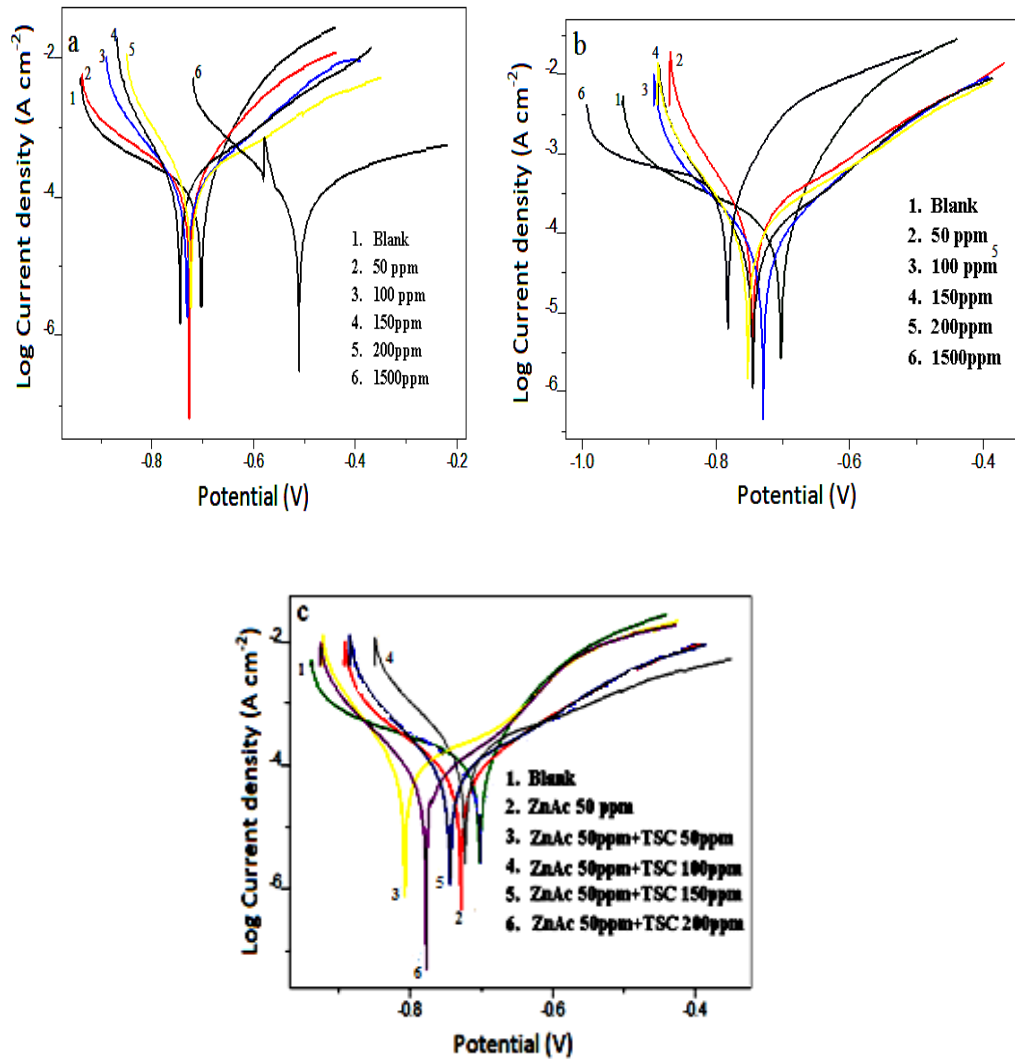 a
Log Current density (A cm-2)
-2
-4
-6
1
2
3
4
5
6
1. Blank
2. 50 ppm
3. 100 ppm
4. 150ppm
5. 200ppm
6. 1500ppm
-0.8
-0.6
-0.4
-0.2
Potential (V)
b
Log Current density (A cm-2)
-2
-3
-4
-5
-6
6
1
3
4
2
1. Blank
2. 50 ppm
3. 100 ppm
5
4. 150ppm
5. 200ppm
6. 1500ppm
-1.0
-0.8
-0.6
-0.4
Potential (V)
c
Log Current density (A cm-2)
-2
-4
-6
1
4
3
5
2
6
1. Blank
2. ZnAc 50 ppm
3. ZnAc 50ppm+TSC 50ppm
4. ZnAc 50ppm+TSC 100ppm
5. ZnAc 50ppm+TSC 150ppm
6. ZnAc 50ppm+TSC 200ppm
-0.8
-0.6
Potential (V)